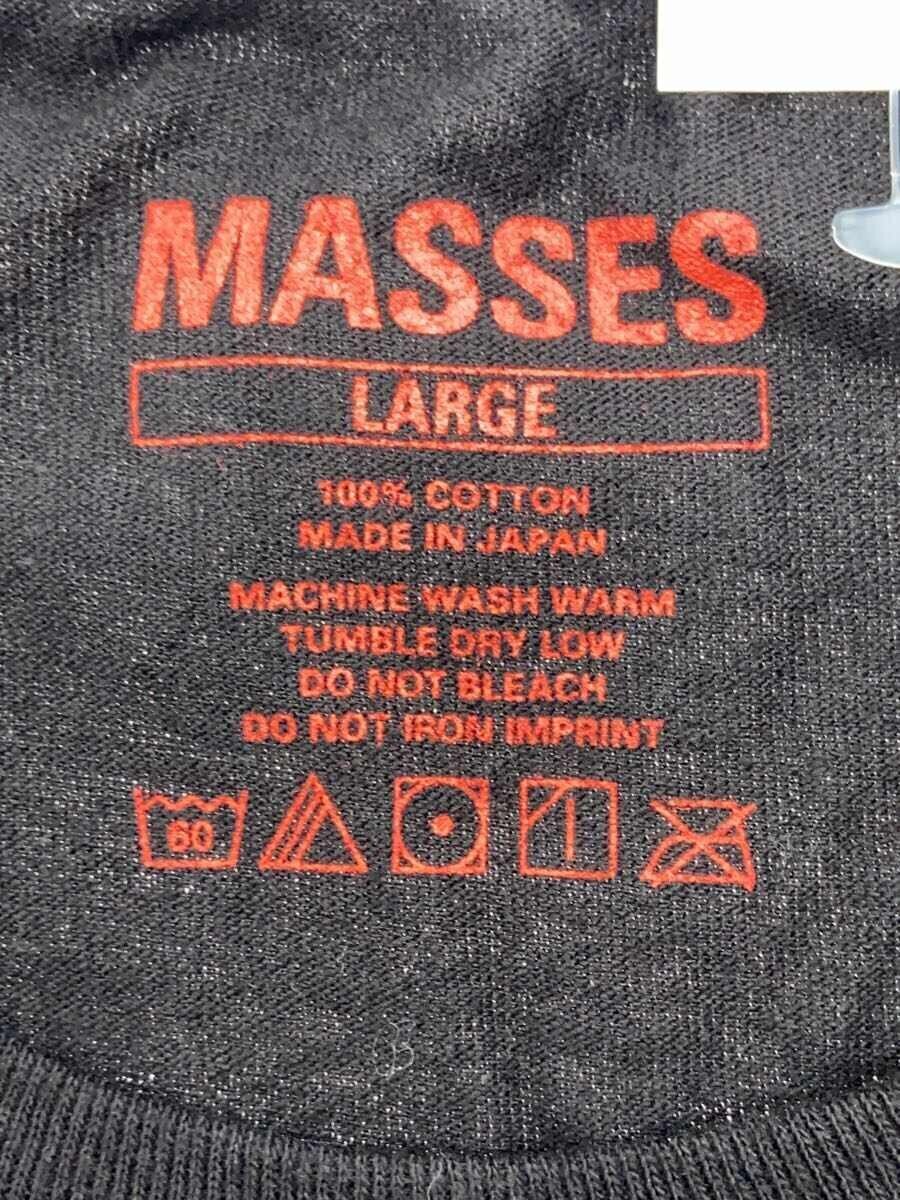 MASSES
LARGE
100% COTTON
MADE IN JAPAN
MACHINE WASH WARM
TUMBLE DRY LOW
DO NOT BLEACH
DO NOT IRON IMPRINT
60